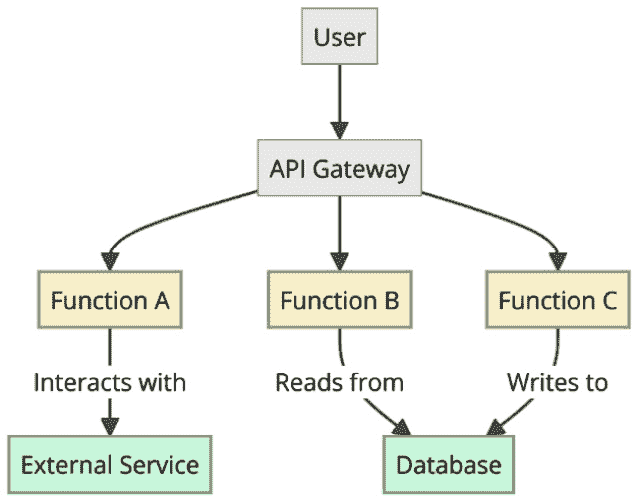 User
API Gateway
Function A
Function B
Function C
Interacts with
Reads from
Writes to
External Service
Database